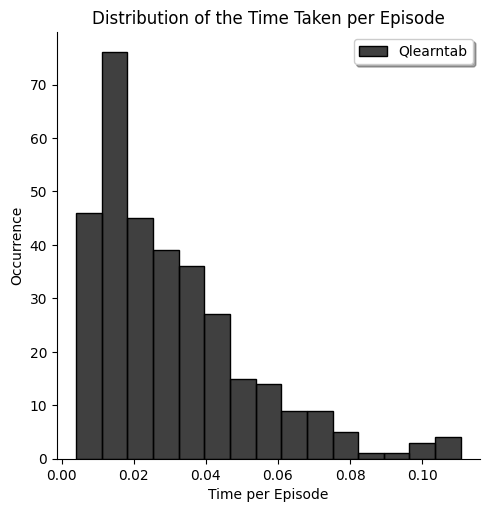 Distribution of the Time Taken per Episode
Qlearntab
Occurrence
70
60
50
40
30
20
10
0
0.00 0.02 0.04 0.06 0.08 0.10
Time per Episode